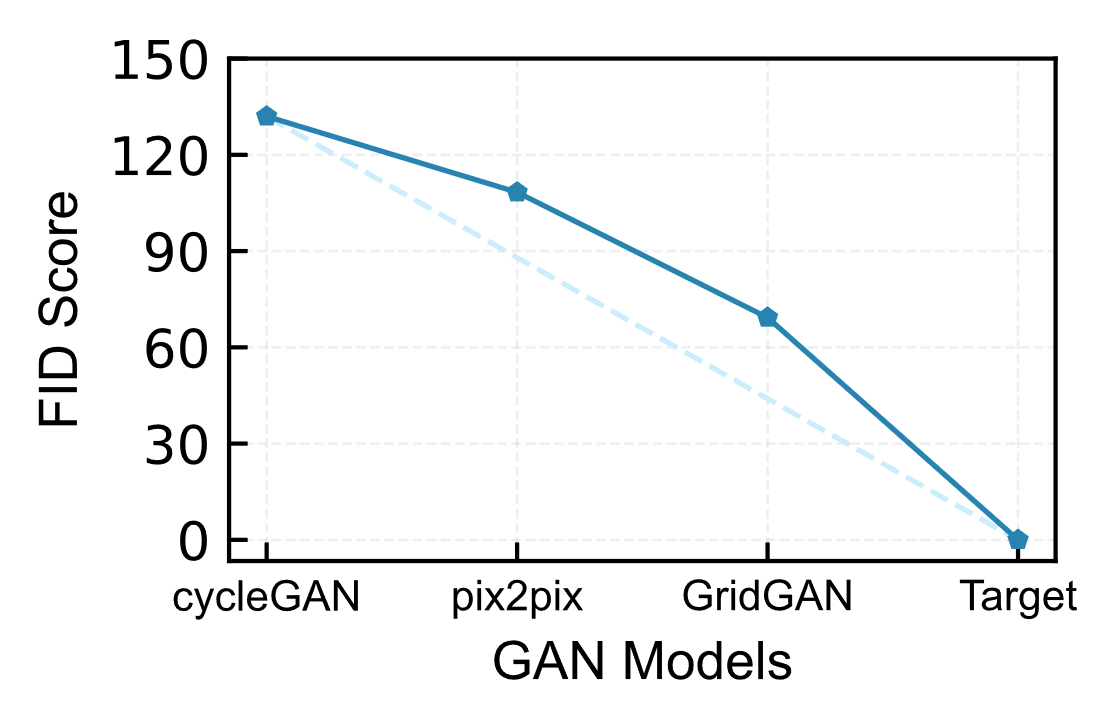 150
120
90
60
30
0
FID Score
cycleGAN pix2pix GridGAN Target
GAN Models